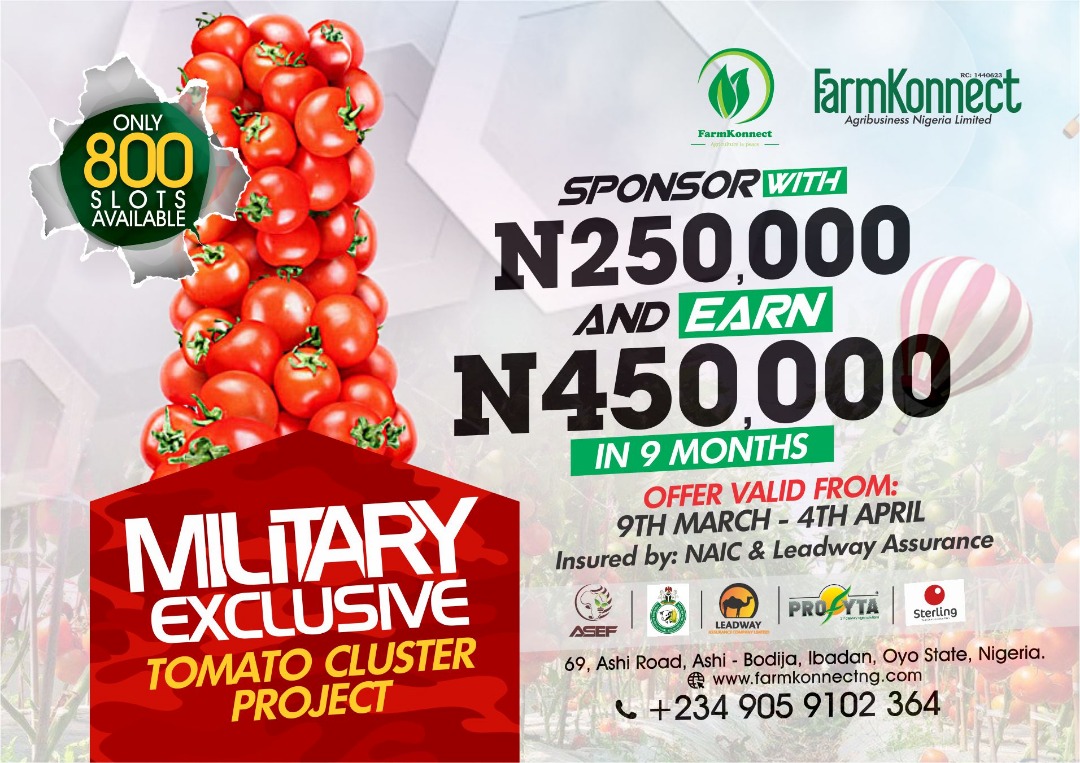 ONLY
800
SLOTS
AVAILABLE
FarmKonnect
RC: 1440623
FarmKonnect
Agribusiness Nigeria Limited
SPONSOR WITH
N250,000
AND EARN
N450,000
IN 9 MONTHS
OFFER VALID FROM:
9TH MARCH - 4TH APRIL
Insured by: NAIC & Leadway Assurance
ASEF
LEADWAY
ASSURANCE COMPANY LIMITED
PROFYTA
Sterling
69, Ashi Road, Ashi - Bodija, Ibadan, Oyo State, Nigeria.
www.farmkonnectng.com
+234 905 9102 364
MILiTARY
EXCLUSIVE
TOMATO CLUSTER
PROJECT